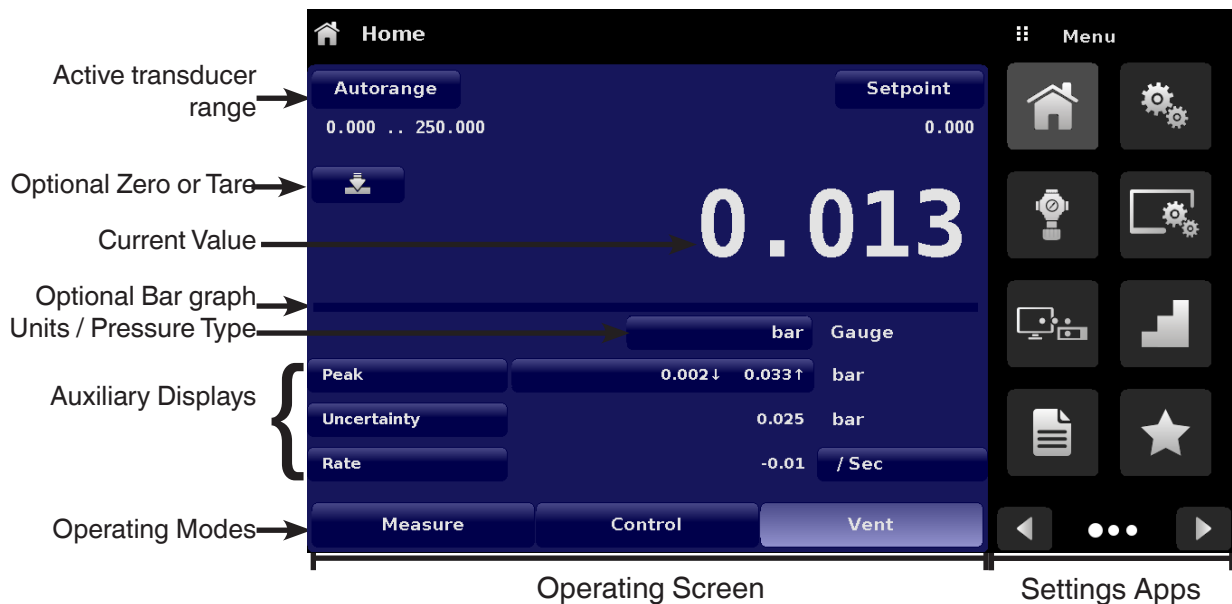 Home
Menu
Active transducer
range
Autorange
Setpoint
0.000 .. 250.000
0.000
Optional Zero or Tare
Current Value
0.013
Optional Bar graph
Units / Pressure Type
bar
Gauge
Auxiliary Displays
Peak
0.002↓ 0.033↑
bar
Uncertainty
0.025
bar
Rate
-0.01
/ Sec
Operating Modes
Measure
Control
Vent
Operating Screen
Settings Apps